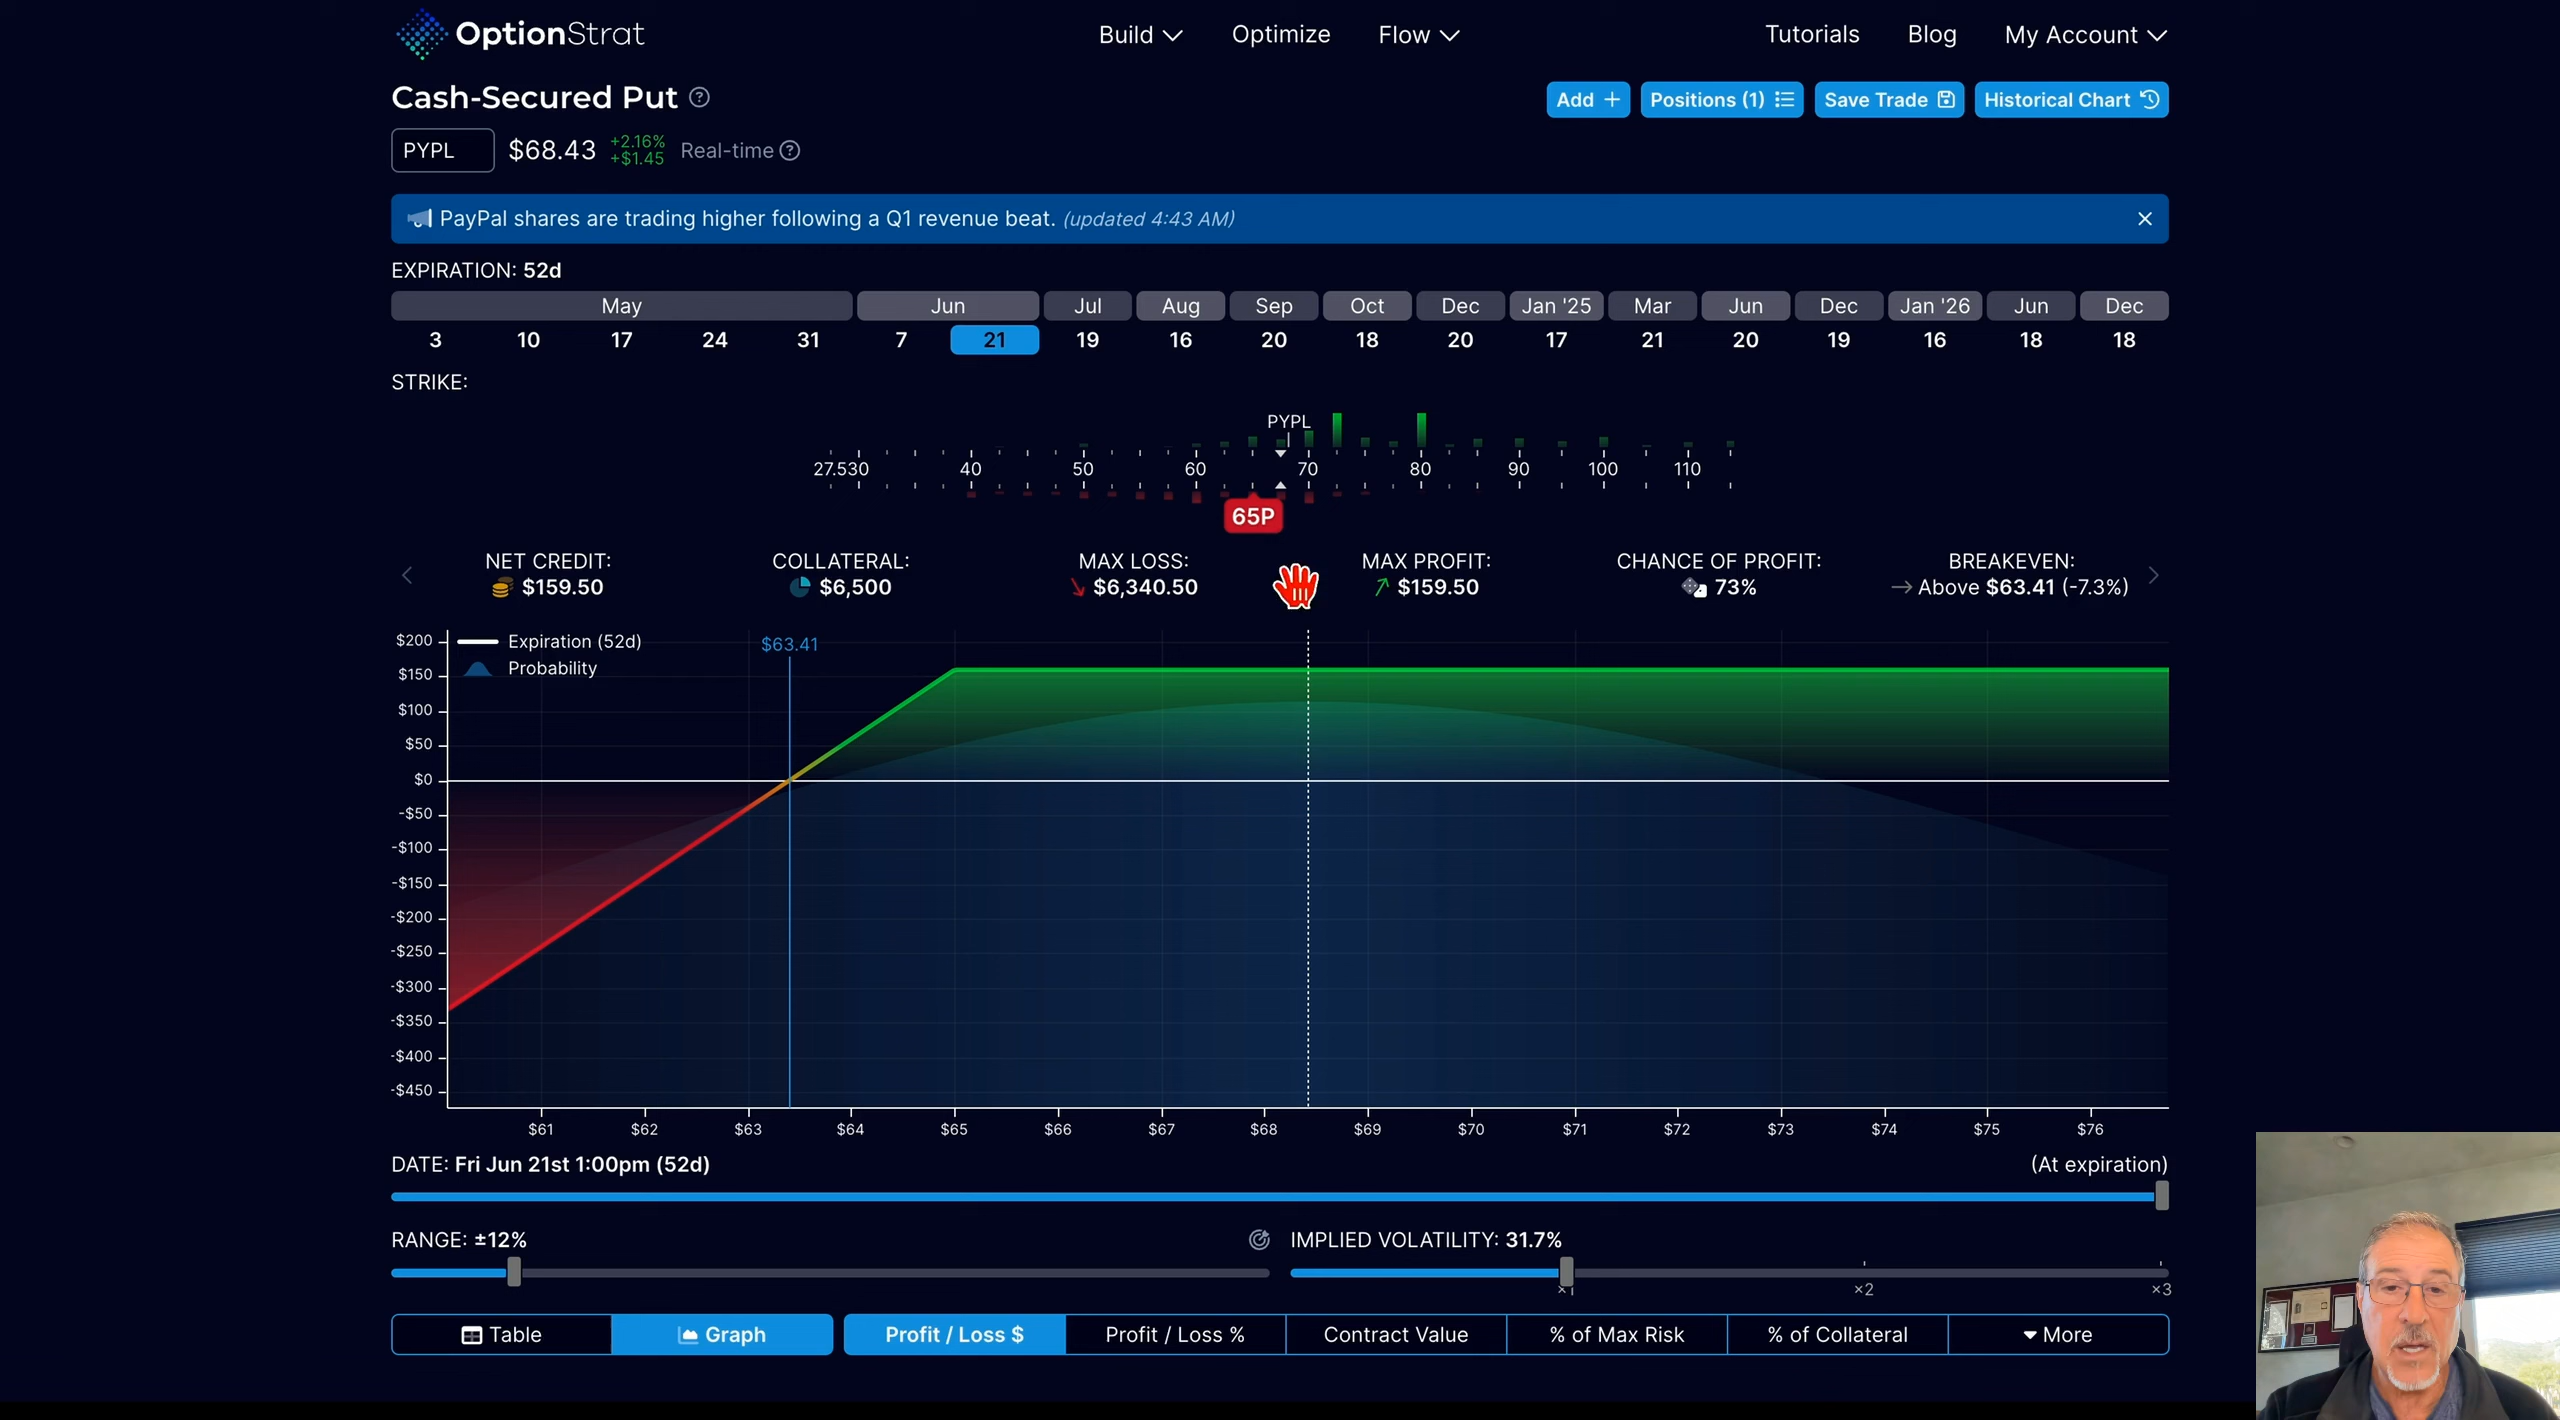 OptionStrat
Build
Optimize
Flow
Tutorials
Blog
My Account
Cash-Secured Put ?
Add +
Positions (1)
Save Trade
Historical Chart
PYPL
$68.43
+2.16%
+$1.45
Real-time ?
PayPal shares are trading higher following a Q1 revenue beat. (updated 4:43 AM)
EXPIRATION: 52d
May Jun Jul Aug Sep Oct Dec Jan '25 Mar Jun Dec Jan '26 Jun Dec
3 10 17 24 31 7 21 19 16 20 18 20 17 21 20 19 16 18 18
STRIKE:
PYPL
27.530 40 50 60 70 80 90 100 110
65P
NET CREDIT: COLLATERAL: MAX LOSS: MAX PROFIT: CHANCE OF PROFIT: BREAKEVEN:
$159.50 $6,500 $6,340.50 $159.50 73% Above $63.41 (-7.3%)
Expiration (52d)
Probability
$63.41
$200
$150
$100
$50
$0
-$50
-$100
-$150
-$200
-$250
-$300
-$350
-$400
-$450
$61 $62 $63 $64 $65 $66 $67 $68 $69 $70 $71 $72 $73 $74 $75 $76
DATE: Fri Jun 21st 1:00pm (52d)
(At expiration)
RANGE: ±12%
IMPLIED VOLATILITY: 31.7%
×1 ×2 ×3
Table
Graph
Profit / Loss $
Profit / Loss %
Contract Value
% of Max Risk
% of Collateral
More